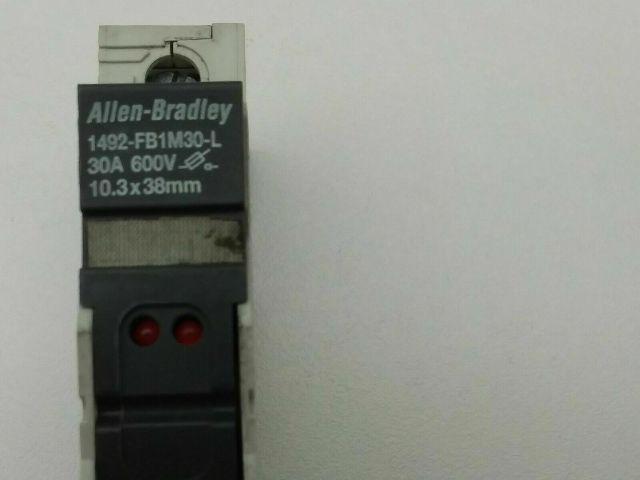 Allen-Bradley
1492-FB1M30-L
30A 600V
10.3x38mm